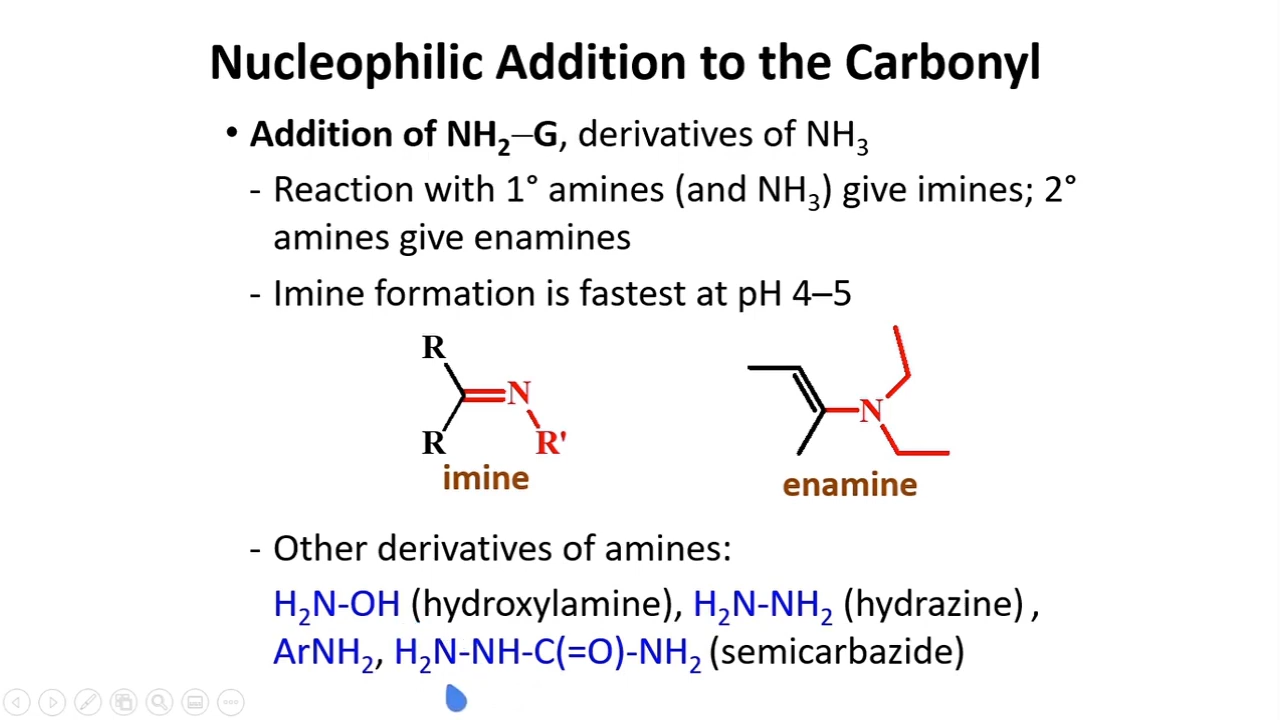 Nucleophilic Addition to the Carbonyl
• Addition of NH₂–G, derivatives of NH₃
- Reaction with 1° amines (and NH₃) give imines; 2°
amines give enamines
- Imine formation is fastest at pH 4–5
R
N
R
R'
imine
N
enamine
- Other derivatives of amines:
H₂N-OH (hydroxylamine), H₂N-NH₂ (hydrazine) ,
ArNH₂, H₂N-NH-C(=O)-NH₂ (semicarbazide)